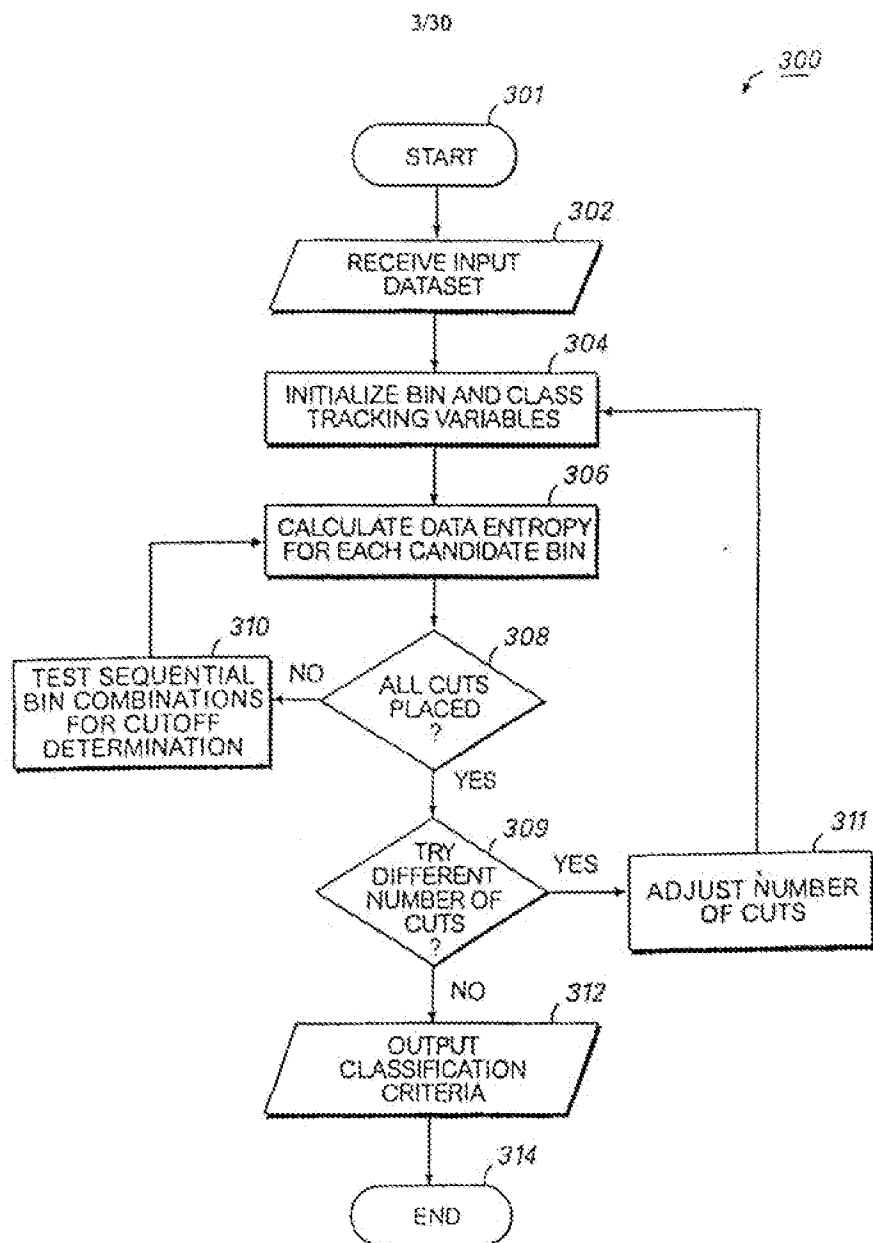 3/30
300
301
START
302
RECEIVE INPUT
DATASET
304
INITIALIZE BIN AND CLASS
TRACKING VARIABLES
306
CALCULATE DATA ENTROPY
FOR EACH CANDIDATE BIN
310
TEST SEQUENTIAL
BIN COMBINATIONS
FOR CUTOFF
DETERMINATION
NO
308
ALL CUTS
PLACED
?
YES
309
TRY
DIFFERENT
NUMBER OF
CUTS
?
YES
311
ADJUST NUMBER
OF CUTS
NO
312
OUTPUT
CLASSIFICATION
CRITERIA
314
END